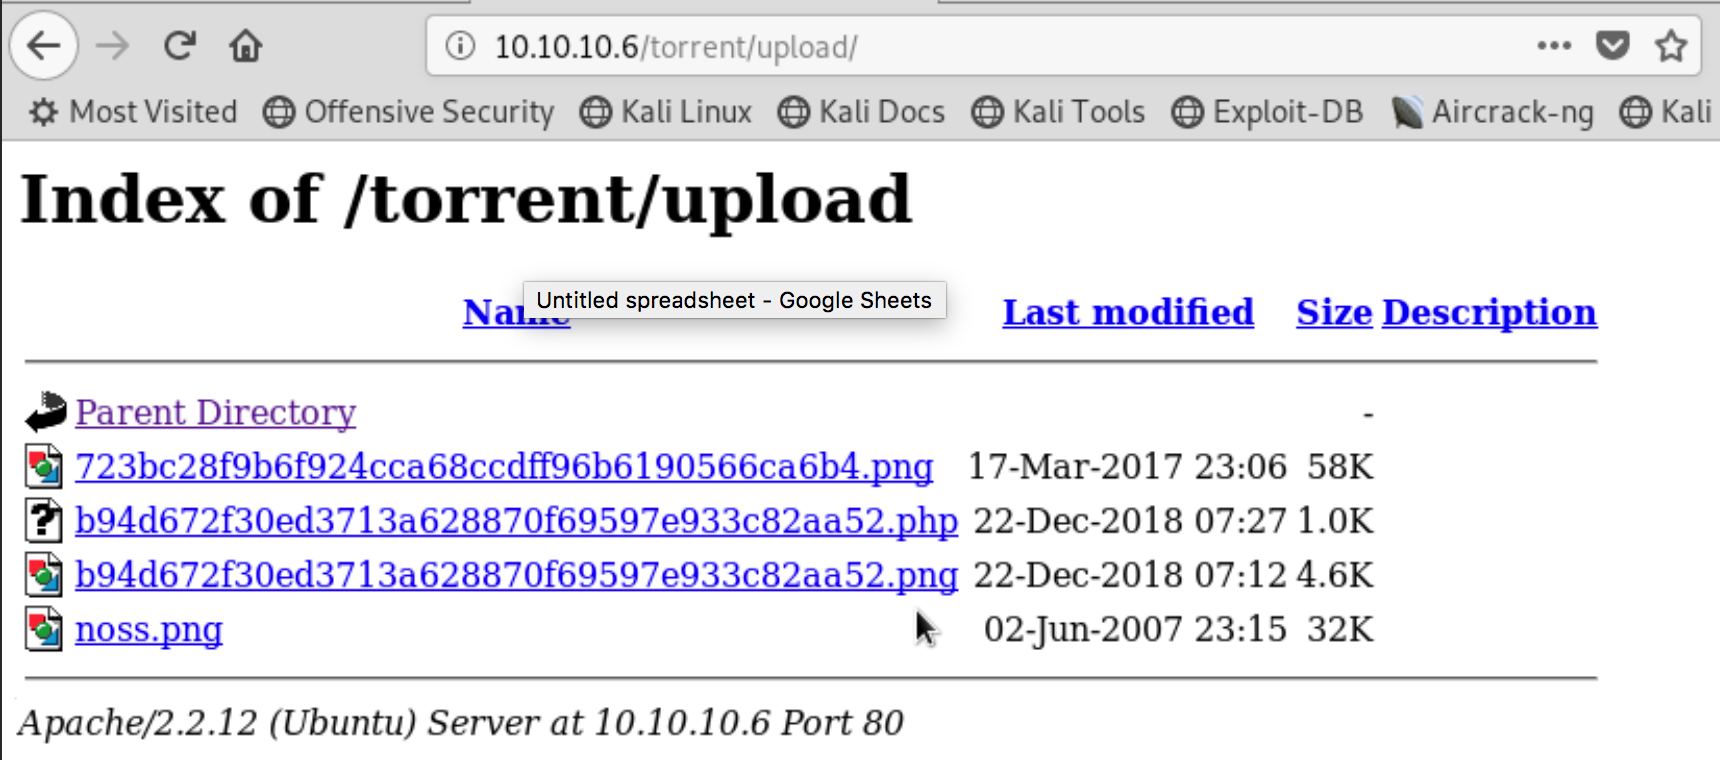 10.10.10.6/torrent/upload/
Most Visited Offensive Security Kali Linux Kali Docs Kali Tools Exploit-DB Aircrack-ng Kali
Index of /torrent/upload
Untitled spreadsheet - Google Sheets
Name Last modified Size Description
Parent Directory -
723bc28f9b6f924cca68ccdff96b6190566ca6b4.png 17-Mar-2017 23:06 58K
b94d672f30ed3713a628870f69597e933c82aa52.php 22-Dec-2018 07:27 1.0K
b94d672f30ed3713a628870f69597e933c82aa52.png 22-Dec-2018 07:12 4.6K
noss.png 02-Jun-2007 23:15 32K
Apache/2.2.12 (Ubuntu) Server at 10.10.10.6 Port 80